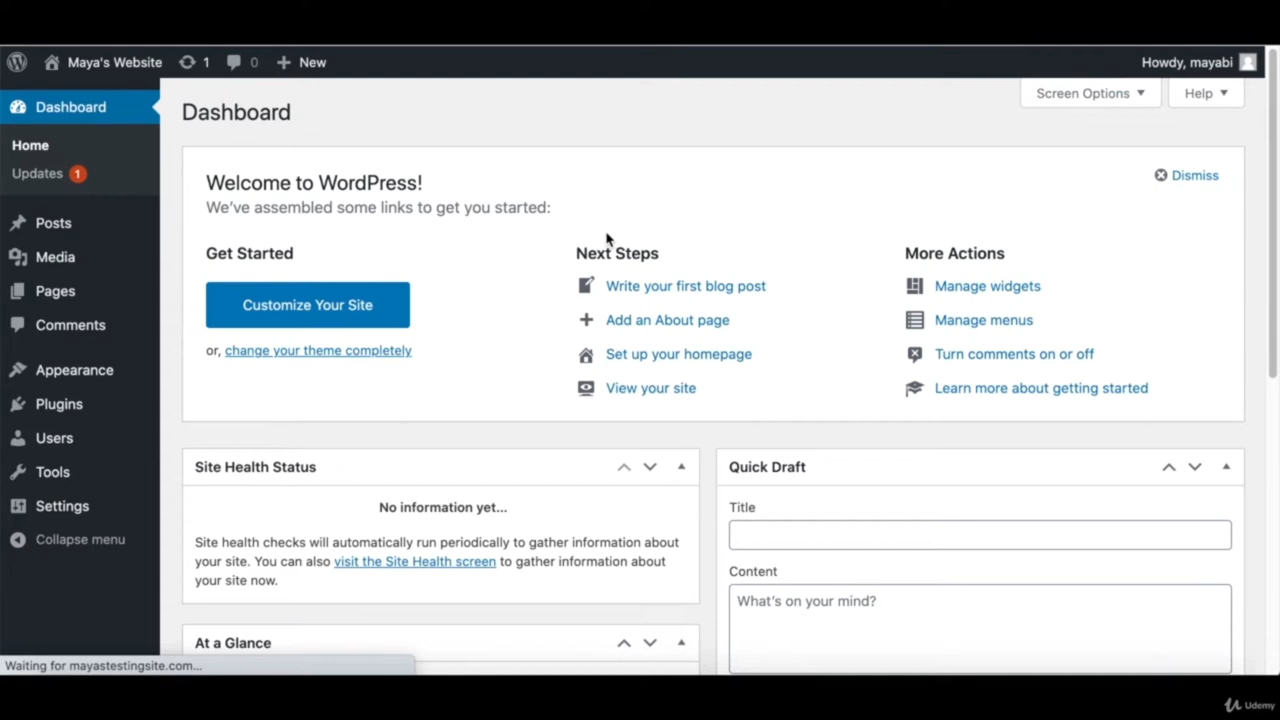 Maya's Website 1 0 New Howdy, mayabi
Screen Options Help
Dashboard
Home
Updates 1
Posts
Media
Pages
Comments
Appearance
Plugins
Users
Tools
Settings
Collapse menu
Dashboard
Welcome to WordPress!
Dismiss
We've assembled some links to get you started:
Get Started
Customize Your Site
or, change your theme completely
Next Steps
Write your first blog post
Add an About page
Set up your homepage
View your site
More Actions
Manage widgets
Manage menus
Turn comments on or off
Learn more about getting started
Site Health Status
No information yet...
Site health checks will automatically run periodically to gather information about
your site. You can also visit the Site Health screen to gather information about
your site now.
At a Glance
Quick Draft
Title
Content
What's on your mind?
Waiting for mayastestingsite.com...
Udemy